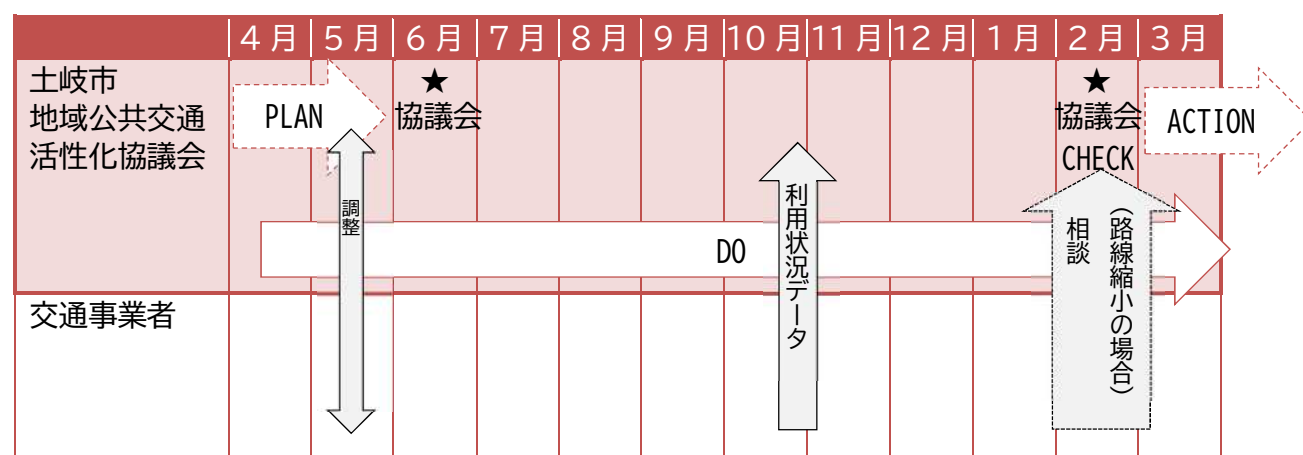 4月 5月 6月 7月 8月 9月 10月 11月 12月 1月 2月 3月
土岐市
地域公共交通
活性化協議会
PLAN
★
協議会
★
協議会
CHECK
ACTION
調整
DO
利用状況データ
(路線縮小の場合)
相談
交通事業者